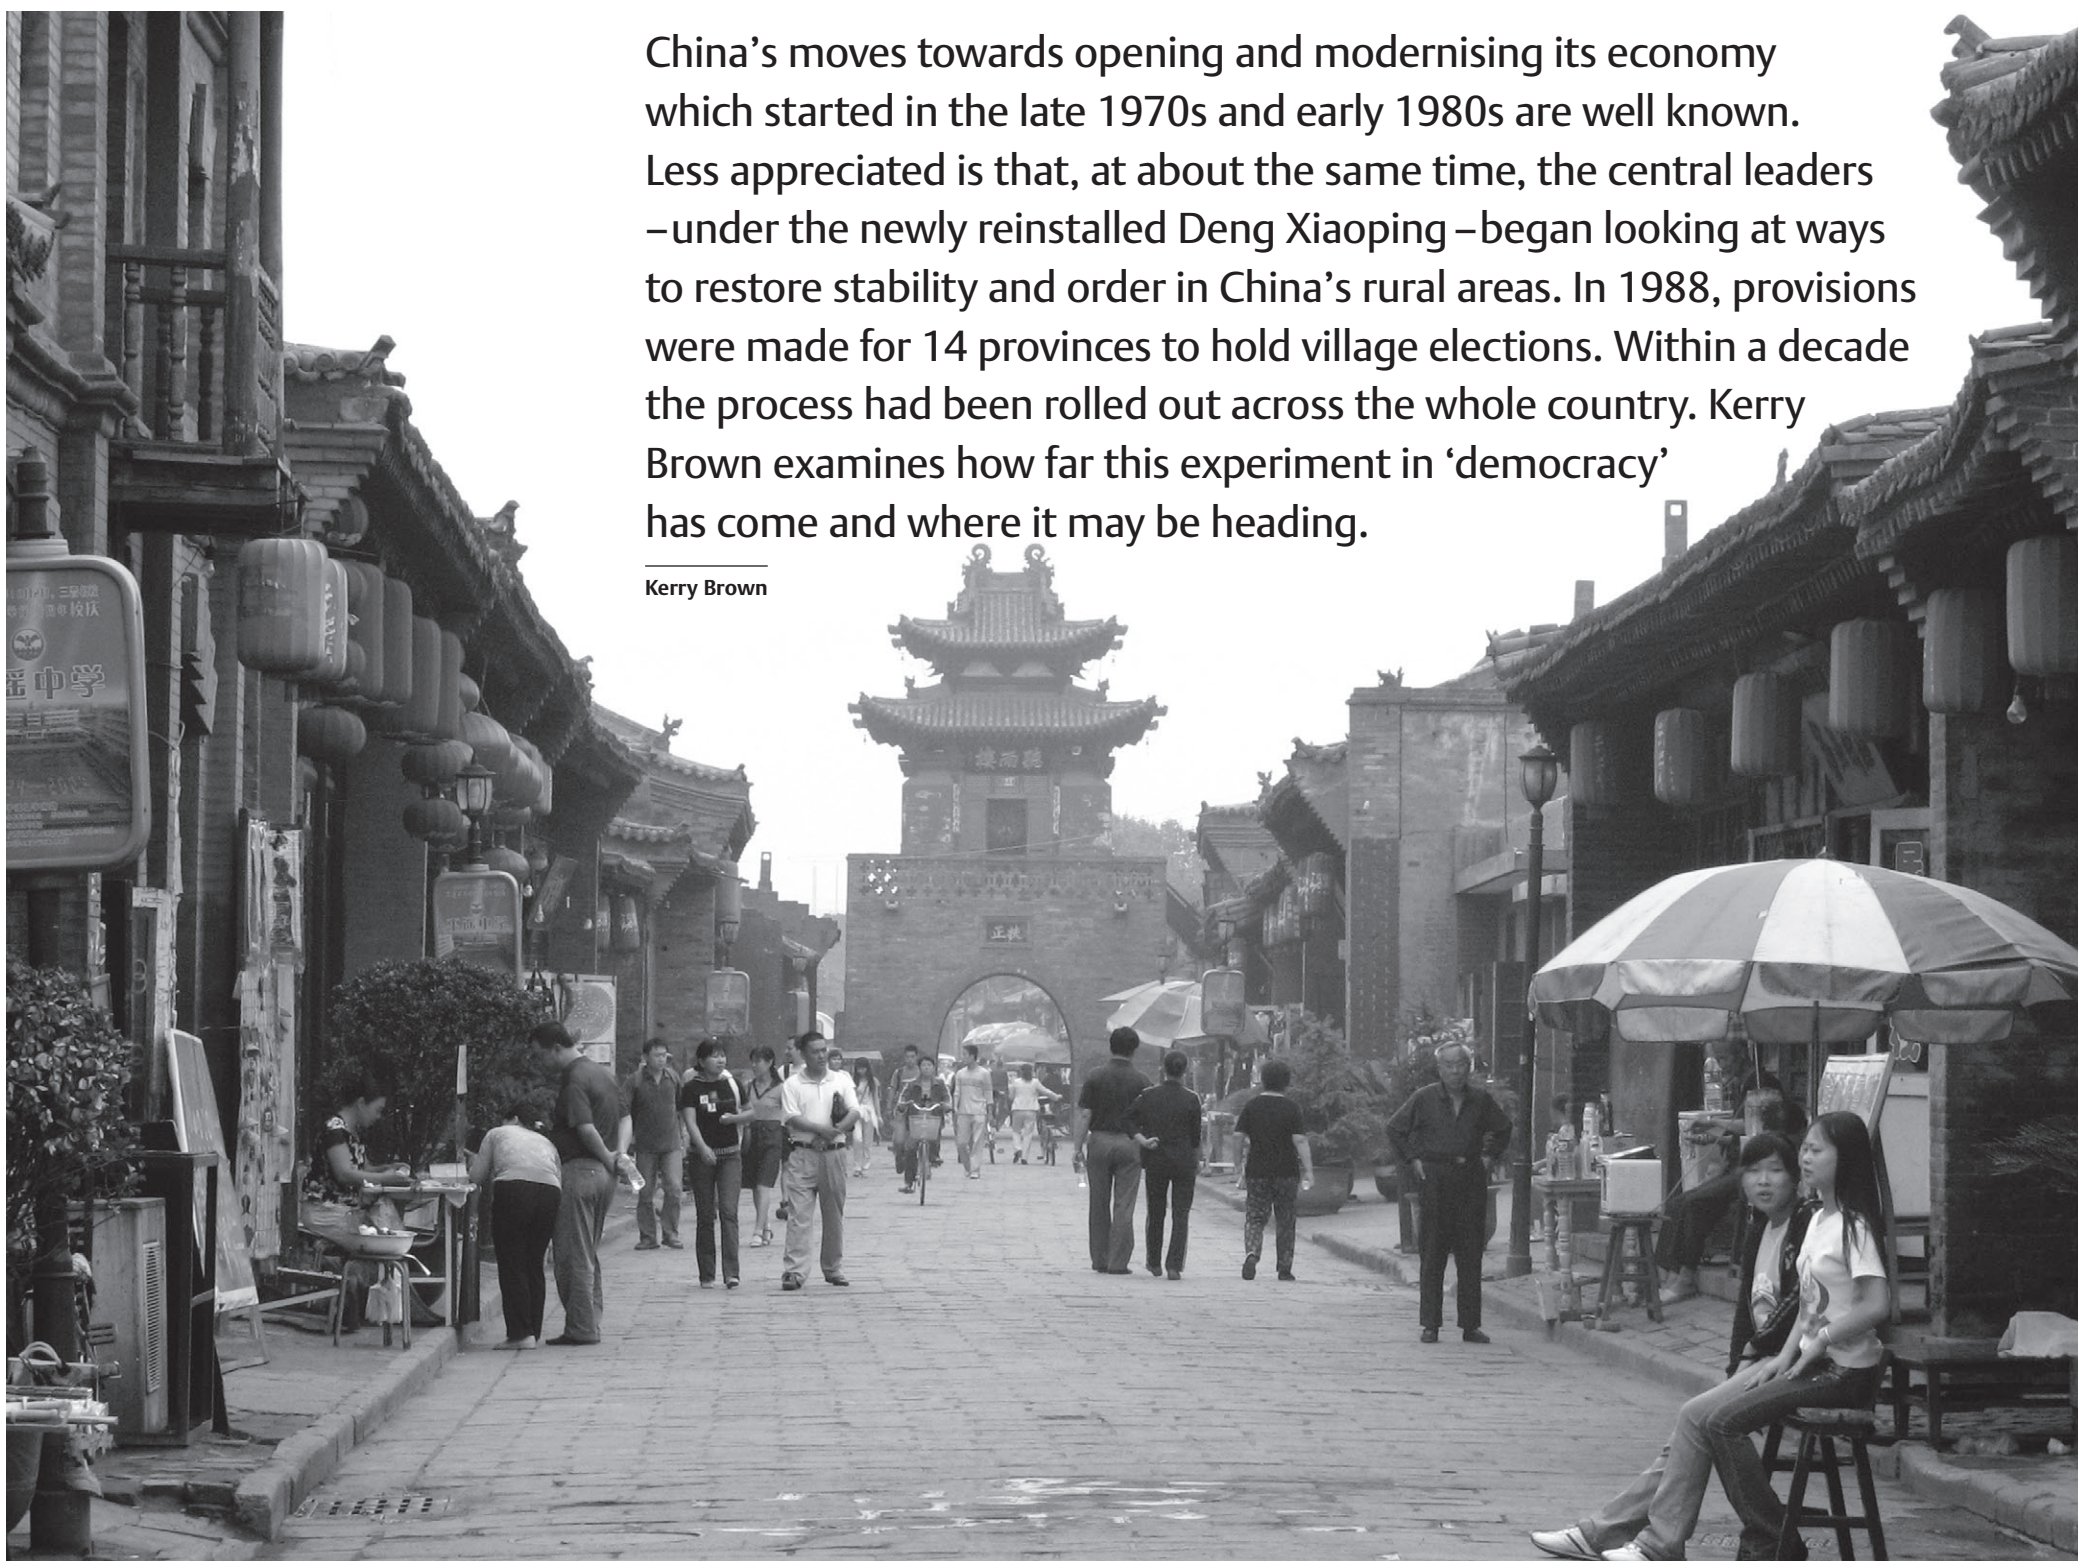 China’s moves towards opening and modernising its economy
which started in the late 1970s and early 1980s are well known.
Less appreciated is that, at about the same time, the central leaders
–under the newly reinstalled Deng Xiaoping –began looking at ways
to restore stability and order in China’s rural areas. In 1988, provisions
were made for 14 provinces to hold village elections. Within a decade
the process had been rolled out across the whole country. Kerry
Brown examines how far this experiment in ‘democracy’
has come and where it may be heading.
Kerry Brown
中学
樓雨聽
正